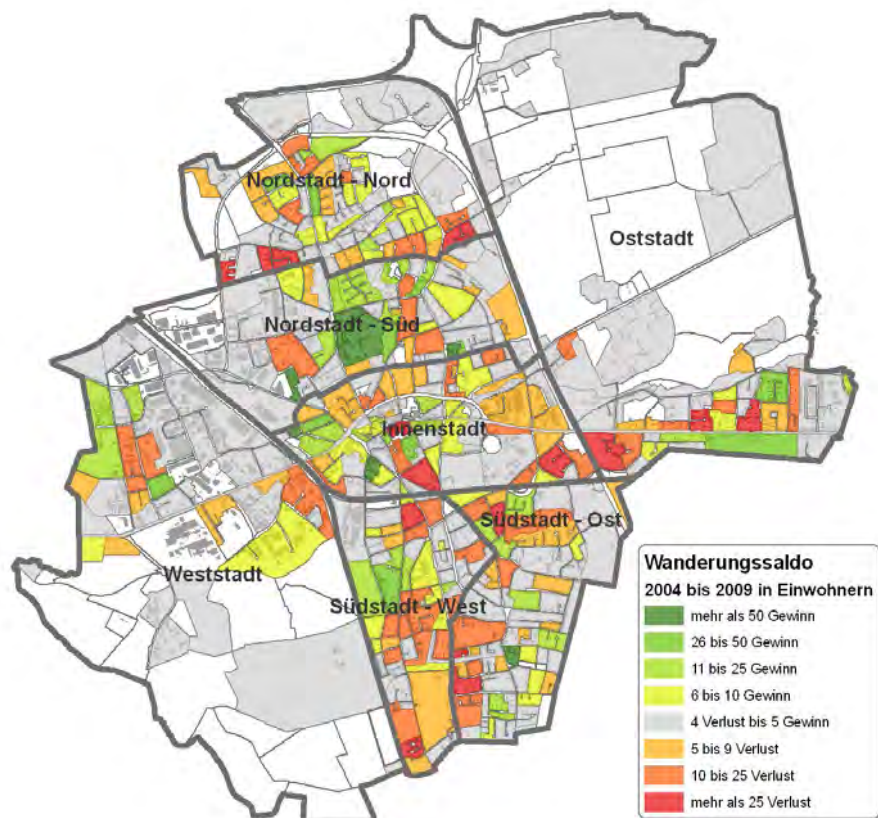 Nordstadt - Nord
Oststadt
Nordstadt - Süd
Innenstadt
Südstadt - Ost
Weststadt
Südstadt - West
Wanderungssaldo
2004 bis 2009 in Einwohnern
mehr als 50 Gewinn
26 bis 50 Gewinn
11 bis 25 Gewinn
6 bis 10 Gewinn
4 Verlust bis 5 Gewinn
5 bis 9 Verlust
10 bis 25 Verlust
mehr als 25 Verlust